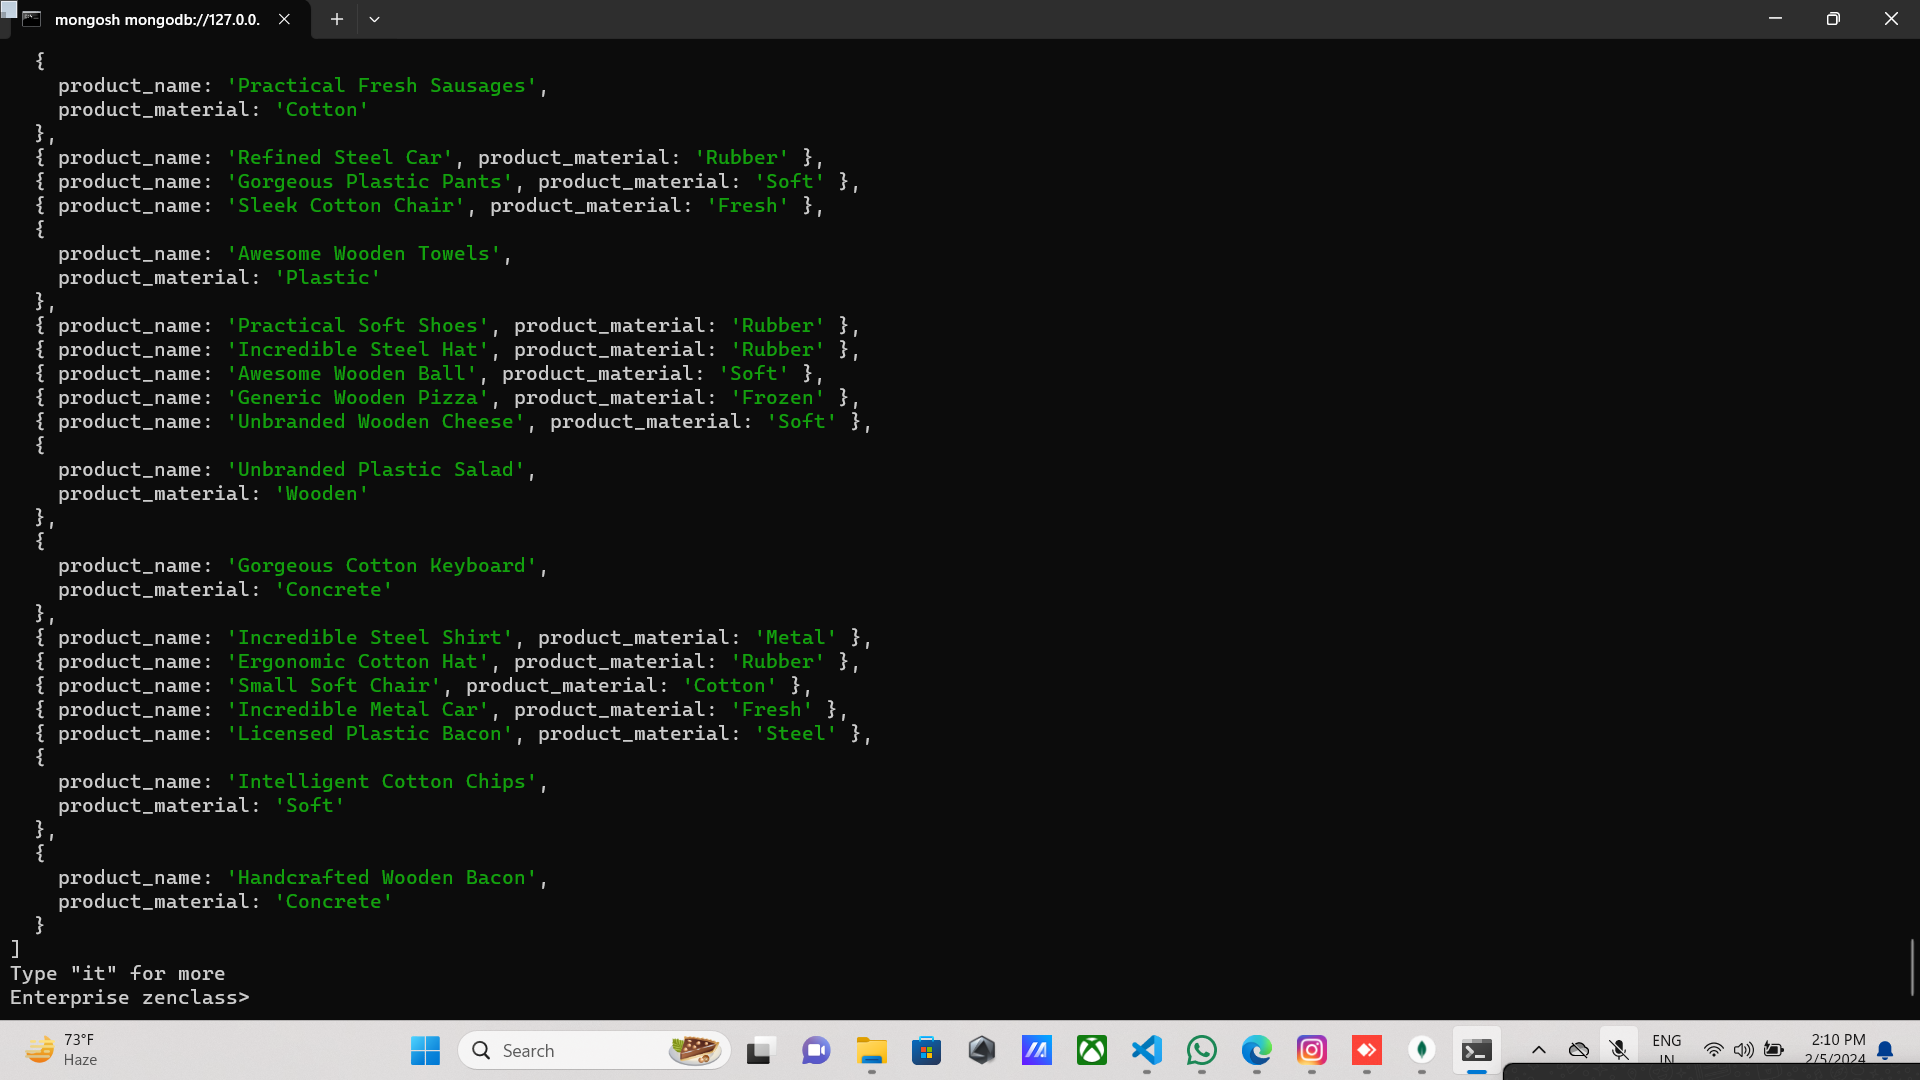 mongosh mongodb://127.0.0.
{
product_name: 'Practical Fresh Sausages',
product_material: 'Cotton'
},
{ product_name: 'Refined Steel Car', product_material: 'Rubber' },
{ product_name: 'Gorgeous Plastic Pants', product_material: 'Soft' },
{ product_name: 'Sleek Cotton Chair', product_material: 'Fresh' },
{
product_name: 'Awesome Wooden Towels',
product_material: 'Plastic'
},
{ product_name: 'Practical Soft Shoes', product_material: 'Rubber' },
{ product_name: 'Incredible Steel Hat', product_material: 'Rubber' },
{ product_name: 'Awesome Wooden Ball', product_material: 'Soft' },
{ product_name: 'Generic Wooden Pizza', product_material: 'Frozen' },
{ product_name: 'Unbranded Wooden Cheese', product_material: 'Soft' },
{
product_name: 'Unbranded Plastic Salad',
product_material: 'Wooden'
},
{
product_name: 'Gorgeous Cotton Keyboard',
product_material: 'Concrete'
},
{ product_name: 'Incredible Steel Shirt', product_material: 'Metal' },
{ product_name: 'Ergonomic Cotton Hat', product_material: 'Rubber' },
{ product_name: 'Small Soft Chair', product_material: 'Cotton' },
{ product_name: 'Incredible Metal Car', product_material: 'Fresh' },
{ product_name: 'Licensed Plastic Bacon', product_material: 'Steel' },
{
product_name: 'Intelligent Cotton Chips',
product_material: 'Soft'
},
{
product_name: 'Handcrafted Wooden Bacon',
product_material: 'Concrete'
}
]
Type "it" for more
Enterprise zenclass>
73°F
Haze
Search
ENG
IN
2:10 PM
2/5/2024